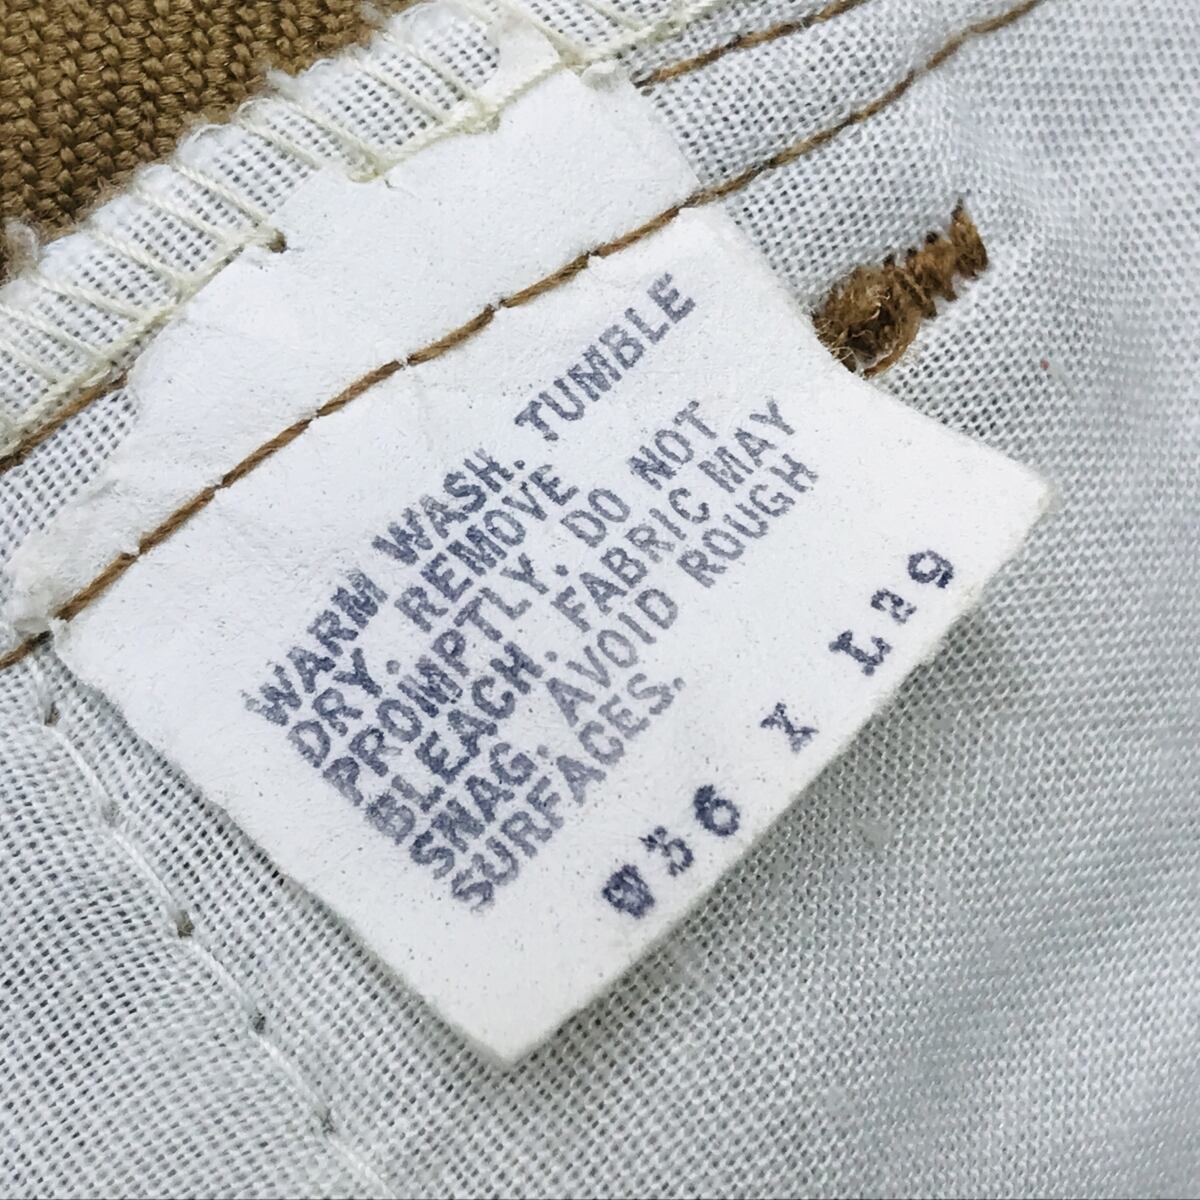 WARM WASH. TUMBLE
DRY. REMOVE
PROMPTLY. DO NOT
BLEACH. FABRIC MAY
SNAG. AVOID ROUGH
SURFACES.
W36 X L29